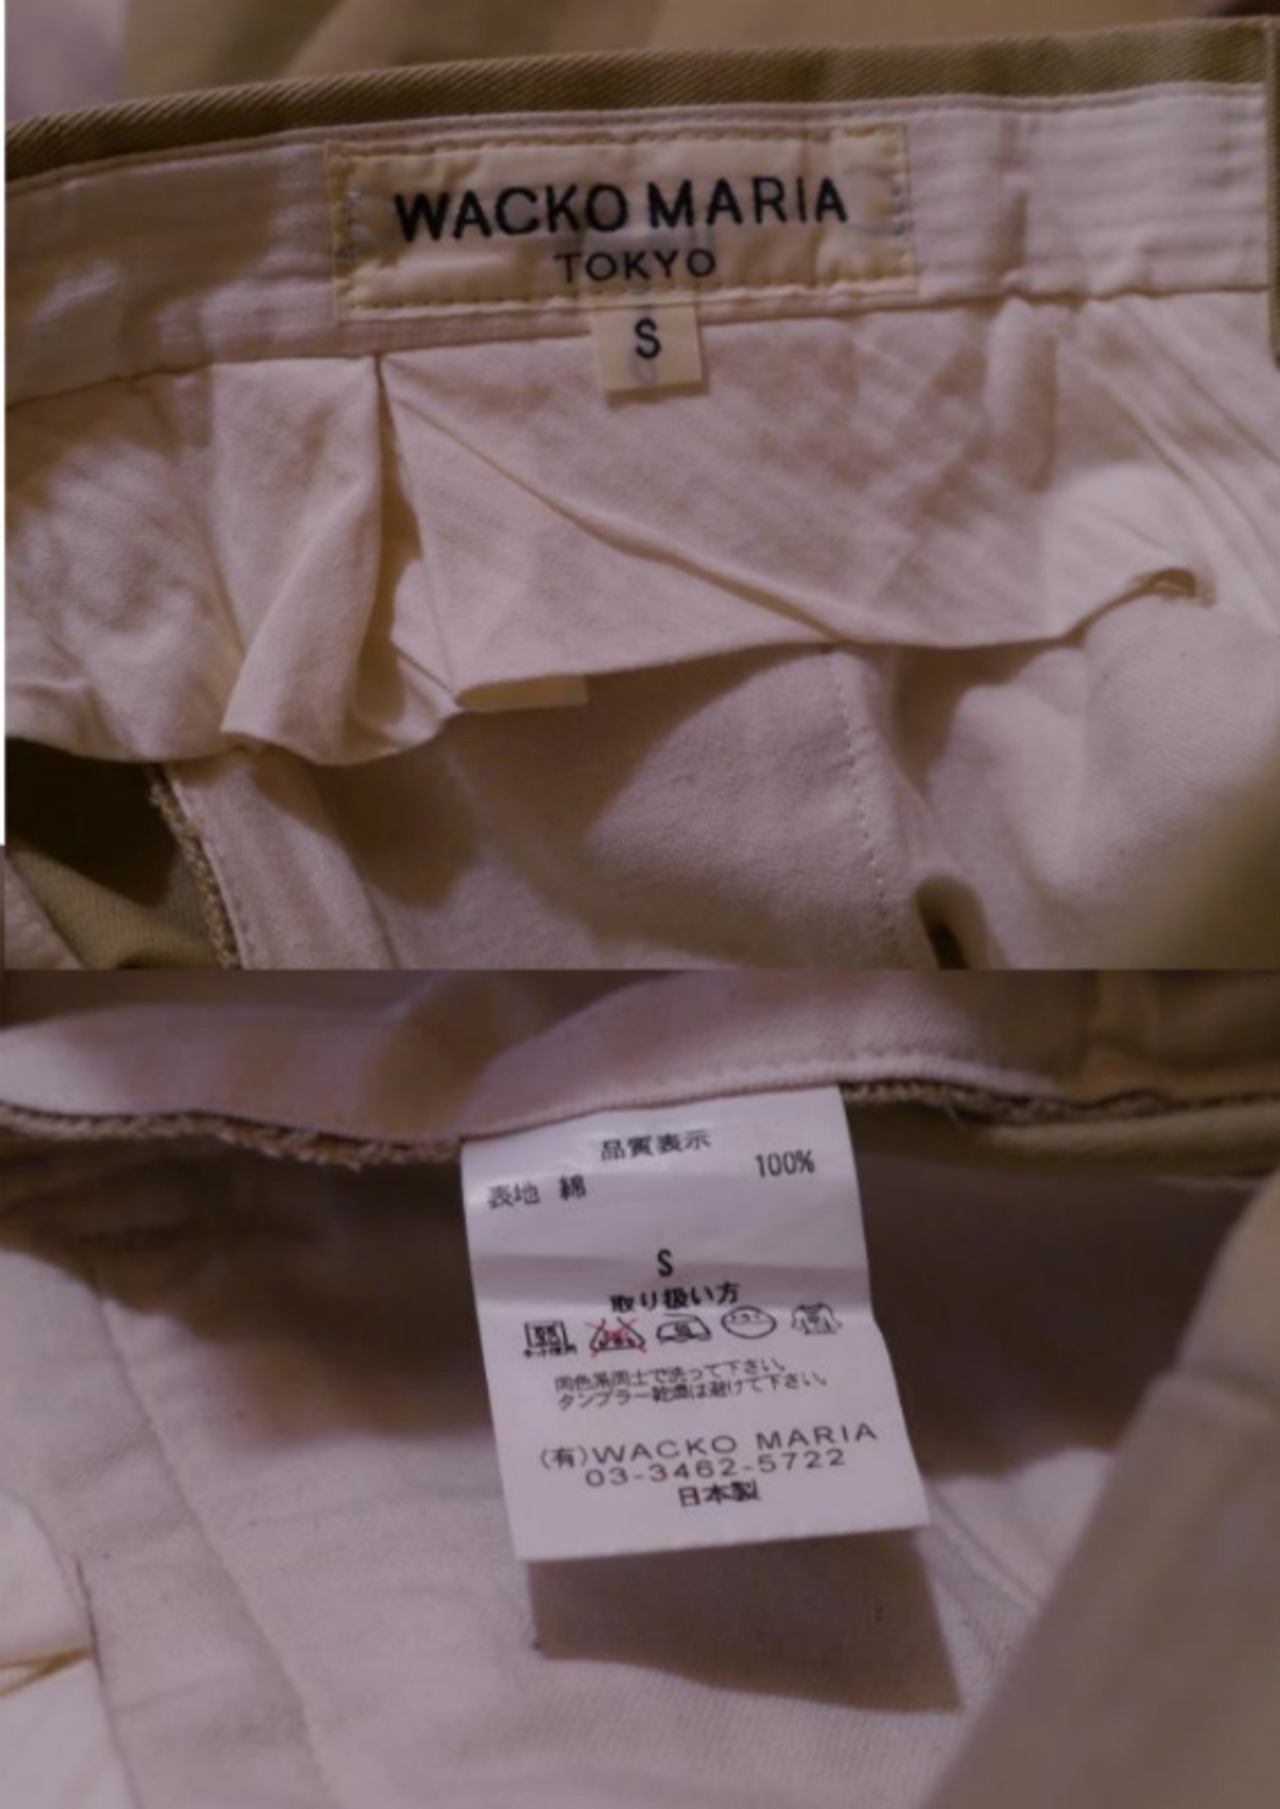 WACKO MARIA
TOKYO
S
品質表示
表地 綿 100%
S
取り扱い方
同色系同士で洗って下さい。
タンブラー乾燥は避けて下さい。
(有)WACKO MARIA
03-3462-5722
日本製